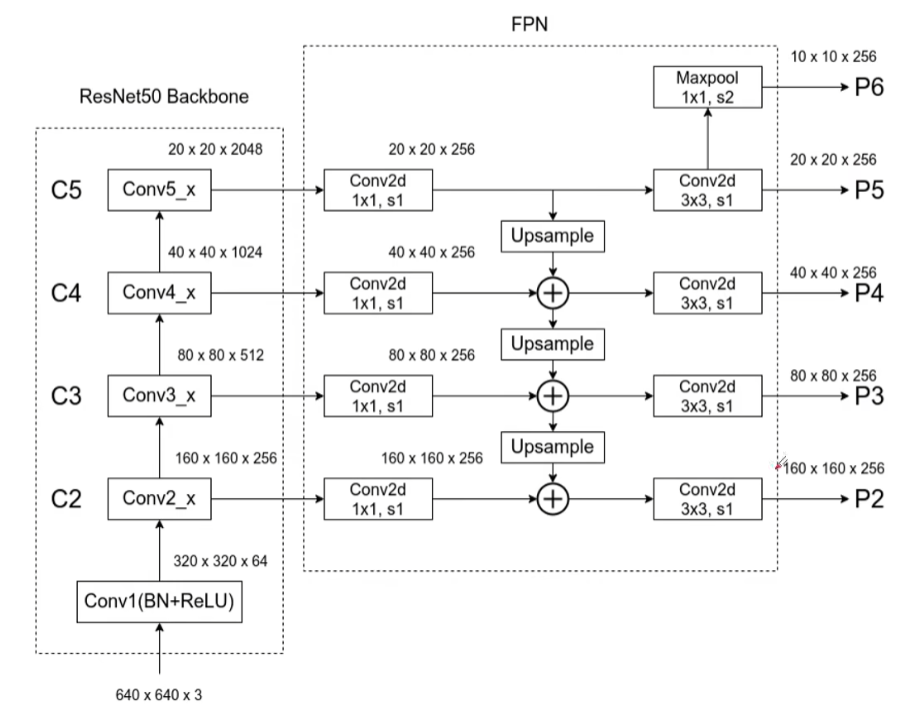 FPN
ResNet50 Backbone
10 x 10 x 256
Maxpool
1x1, s2
P6
20 x 20 x 2048
20 x 20 x 256
20 x 20 x 256
C5
Conv5_x
Conv2d
1x1, s1
Conv2d
3x3, s1
P5
Upsample
40 x 40 x 1024
40 x 40 x 256
40 x 40 x 256
C4
Conv4_x
Conv2d
1x1, s1
Conv2d
3x3, s1
P4
Upsample
80 x 80 x 512
80 x 80 x 256
80 x 80 x 256
C3
Conv3_x
Conv2d
1x1, s1
Conv2d
3x3, s1
P3
Upsample
160 x 160 x 256
160 x 160 x 256
160 x 160 x 256
C2
Conv2_x
Conv2d
1x1, s1
Conv2d
3x3, s1
P2
320 x 320 x 64
Conv1(BN+ReLU)
640 x 640 x 3